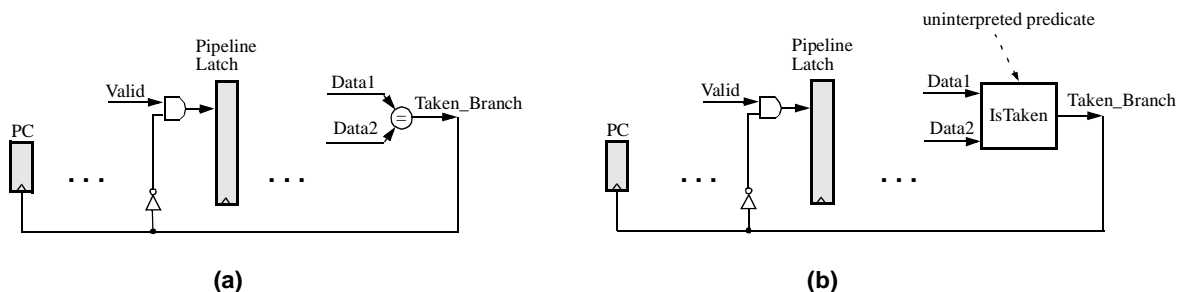 Pipeline
Latch
Valid
Data1
Data2
=
Taken_Branch
PC
. . .
. . .
(a)
uninterpreted predicate
Pipeline
Latch
Valid
Data1
Data2
IsTaken
Taken_Branch
PC
. . .
. . .
(b)